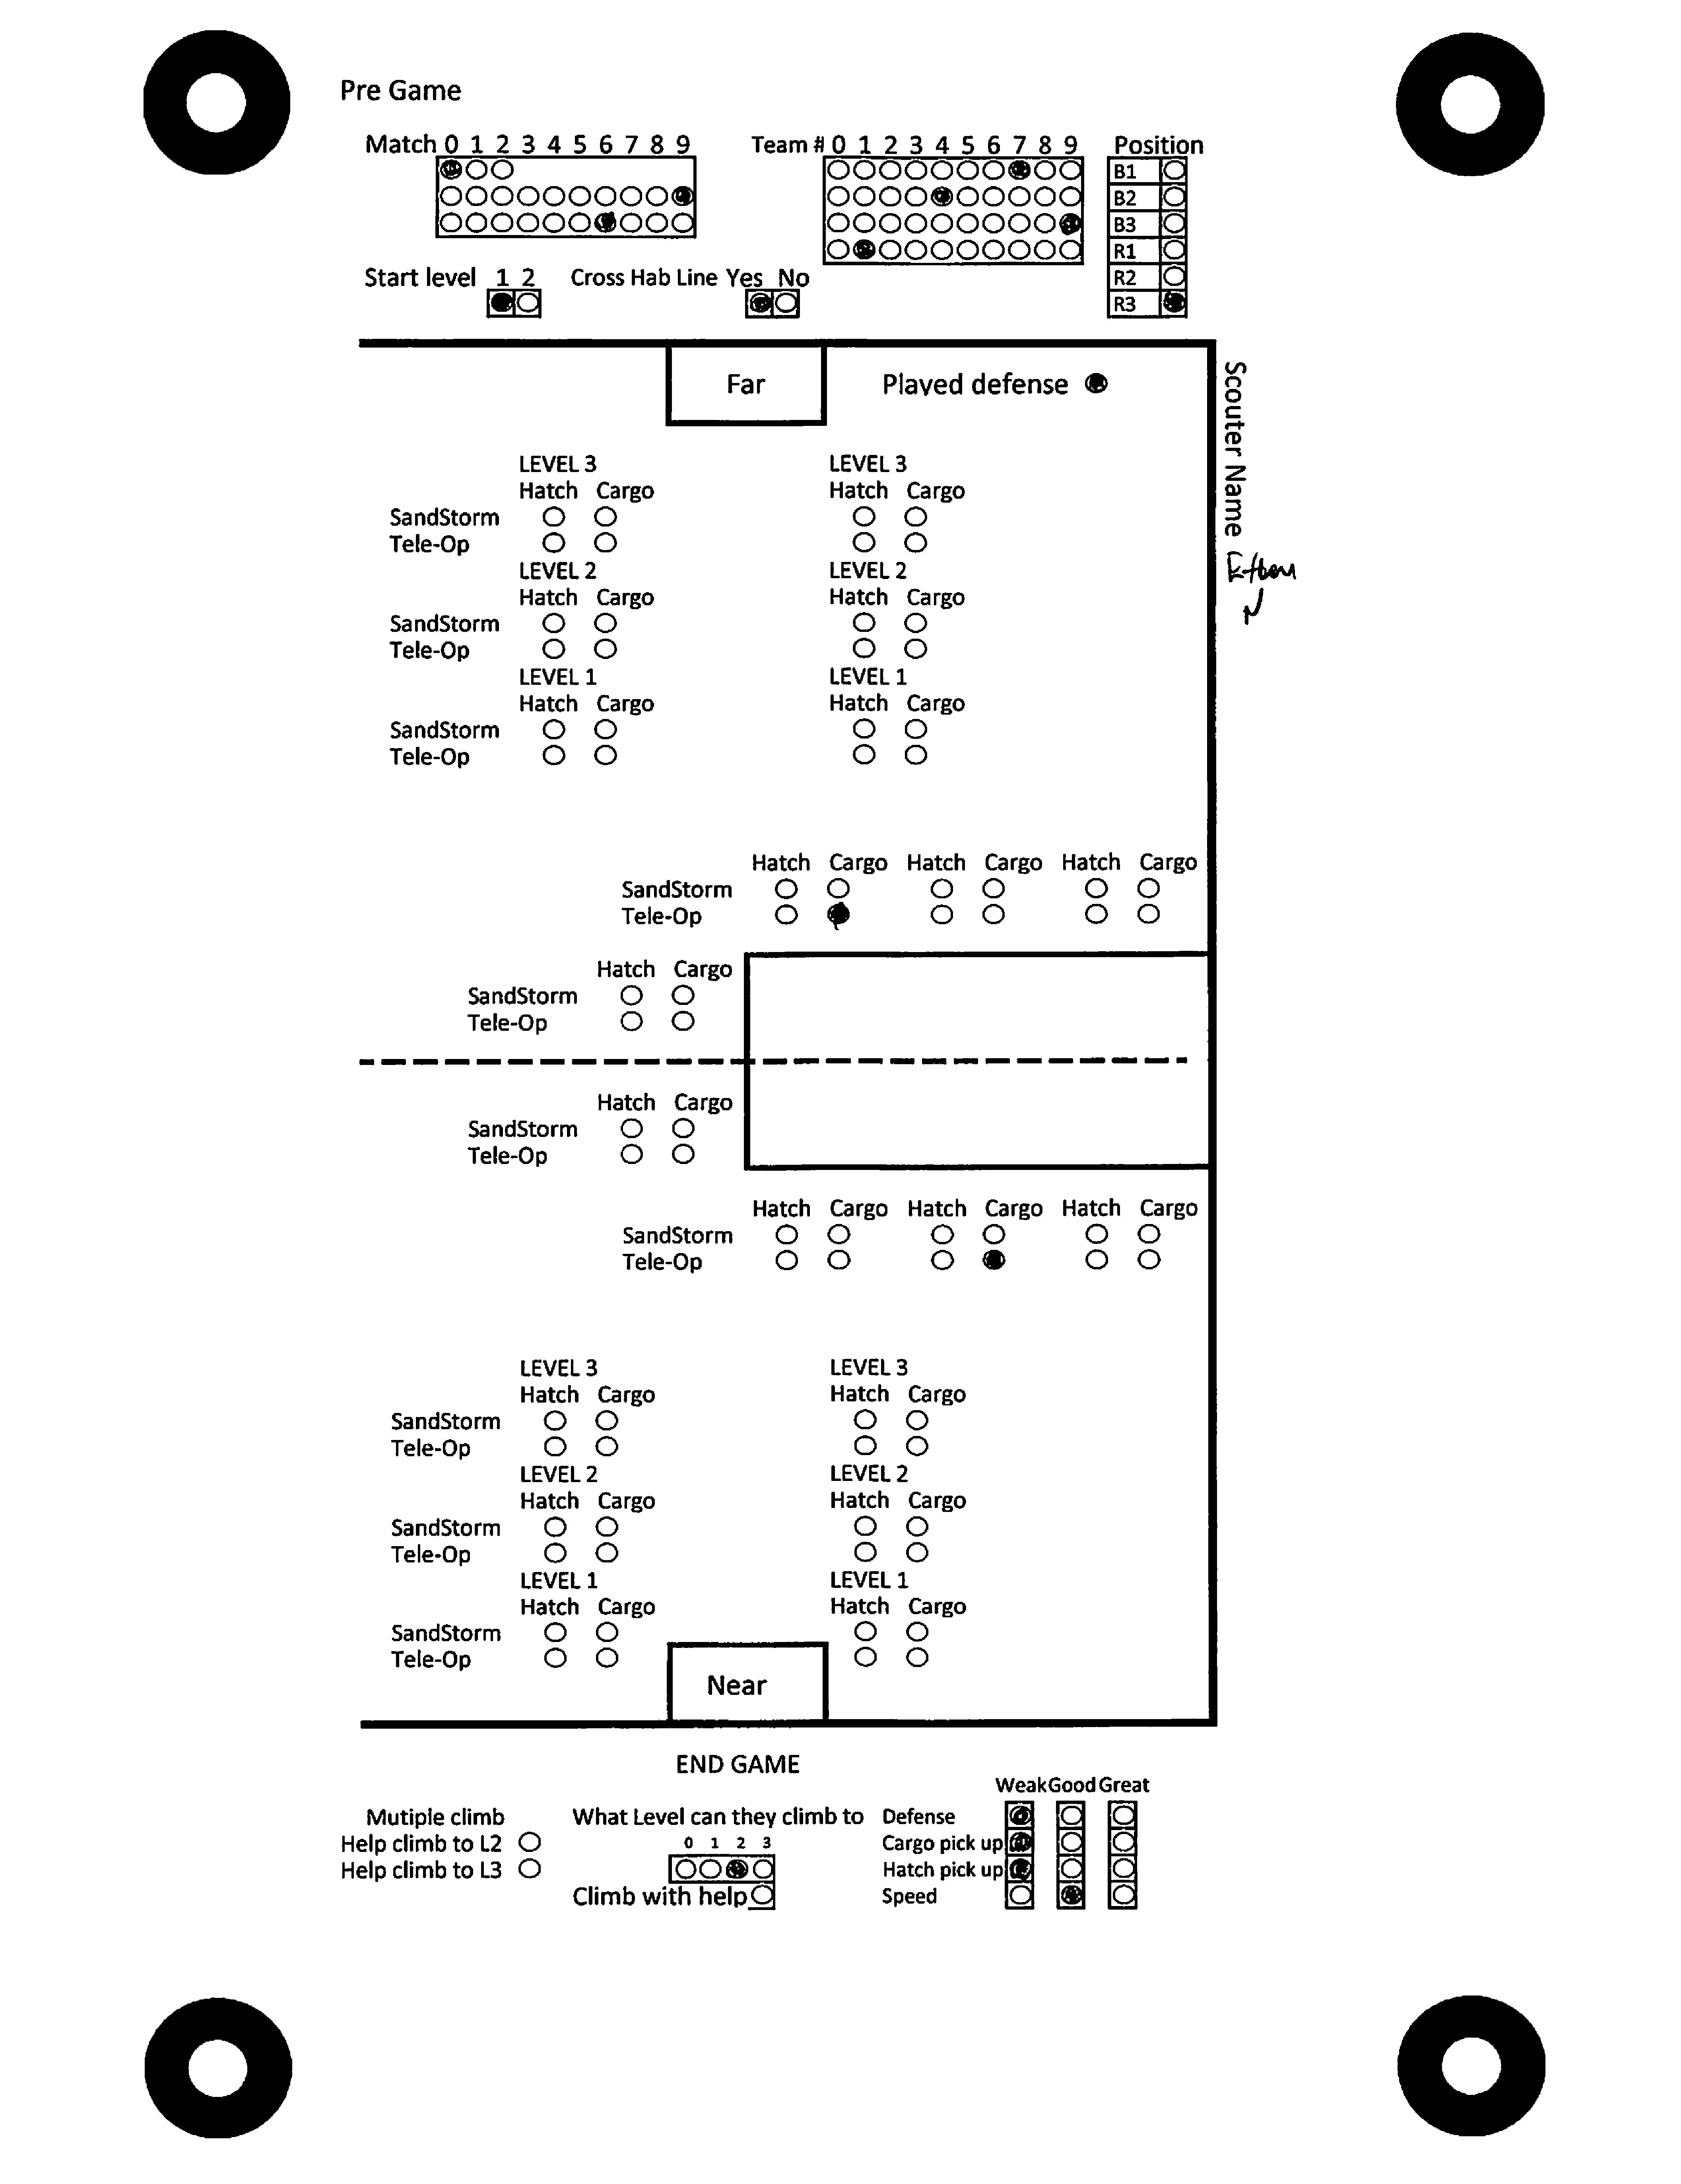 Pre Game
Match 0 1 2 3 4 5 6 7 8 9
Team # 0 1 2 3 4 5 6 7 8 9
Position
B1
B2
B3
R1
R2
R3
Start level 1 2
Cross Hab Line Yes No
Far
Played defense
Scouter Name
Ethan
N
LEVEL 3 LEVEL 3
Hatch Cargo Hatch Cargo
SandStorm
Tele-Op
LEVEL 2 LEVEL 2
Hatch Cargo Hatch Cargo
SandStorm
Tele-Op
LEVEL 1 LEVEL 1
Hatch Cargo Hatch Cargo
SandStorm
Tele-Op
Hatch Cargo Hatch Cargo Hatch Cargo
SandStorm
Tele-Op
Hatch Cargo
SandStorm
Tele-Op
Hatch Cargo
SandStorm
Tele-Op
Hatch Cargo Hatch Cargo Hatch Cargo
SandStorm
Tele-Op
LEVEL 3 LEVEL 3
Hatch Cargo Hatch Cargo
SandStorm
Tele-Op
LEVEL 2 LEVEL 2
Hatch Cargo Hatch Cargo
SandStorm
Tele-Op
LEVEL 1 LEVEL 1
Hatch Cargo Hatch Cargo
SandStorm
Tele-Op
Near
END GAME
Mutiple climb
Help climb to L2
Help climb to L3
What Level can they climb to
0 1 2 3
Climb with help
Weak Good Great
Defense
Cargo pick up
Hatch pick up
Speed